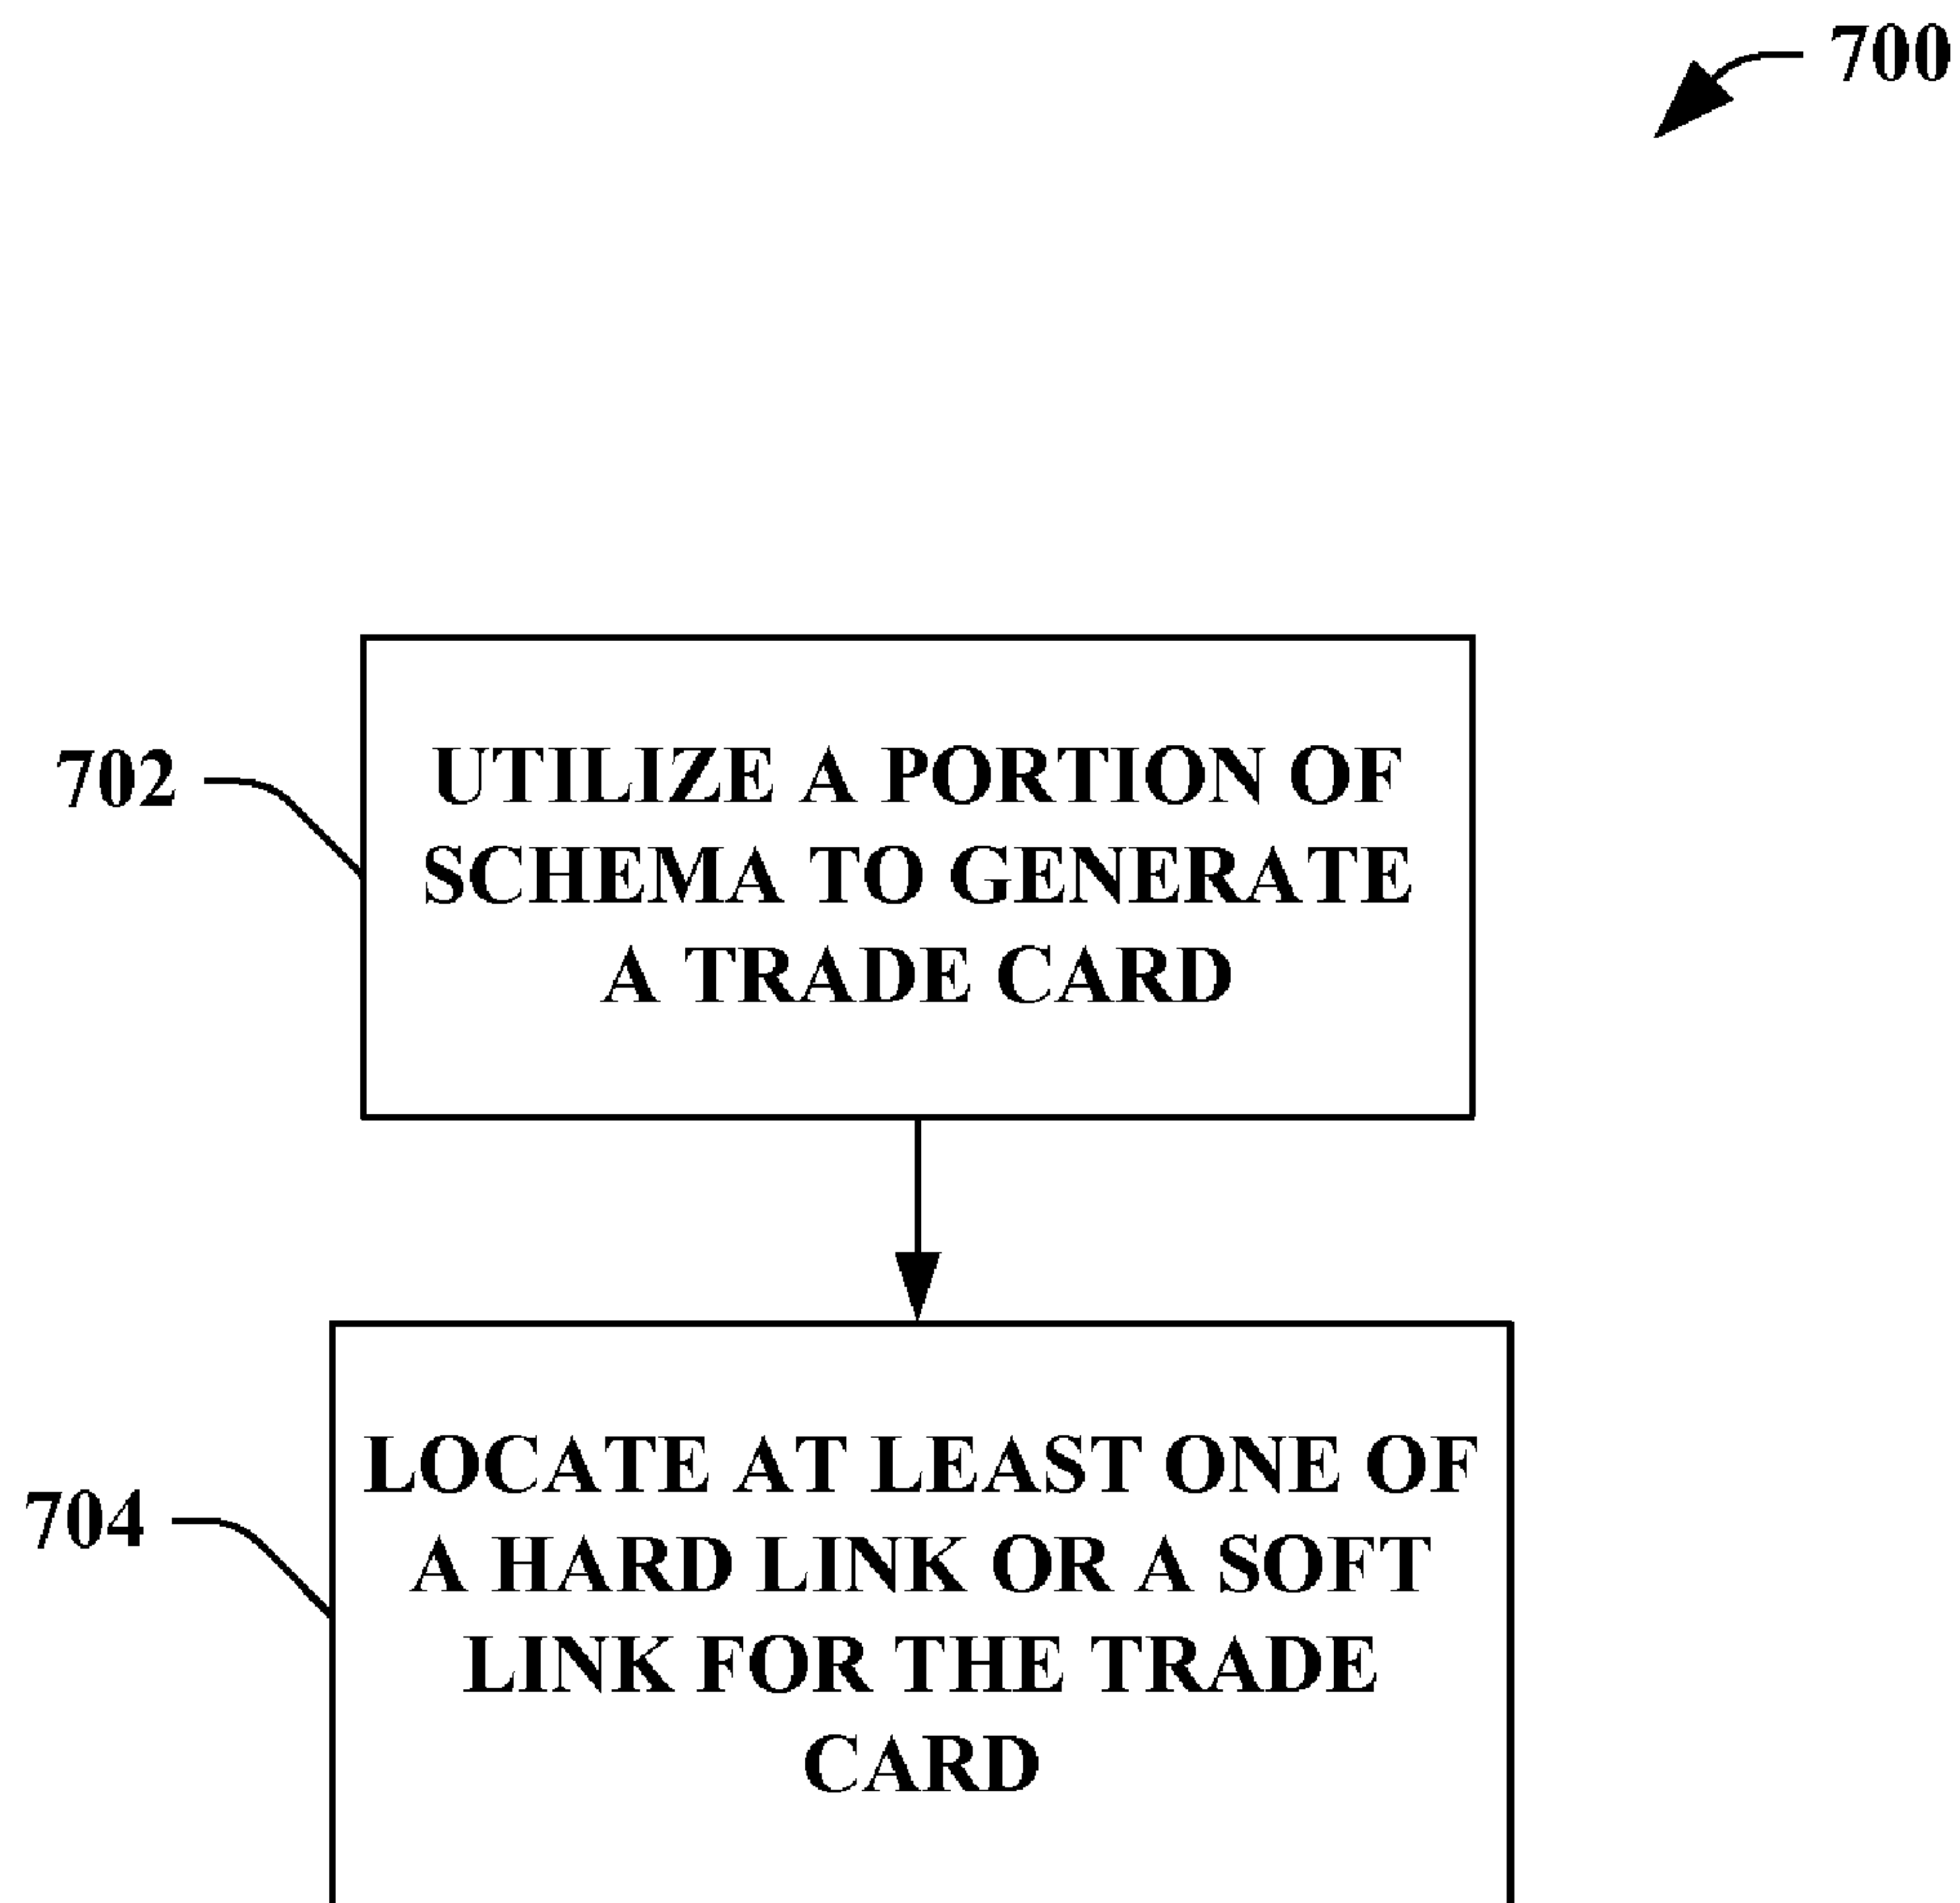 700
702
UTILIZE A PORTION OF
SCHEMA TO GENERATE
A TRADE CARD
704
LOCATE AT LEAST ONE OF
A HARD LINK OR A SOFT
LINK FOR THE TRADE
CARD